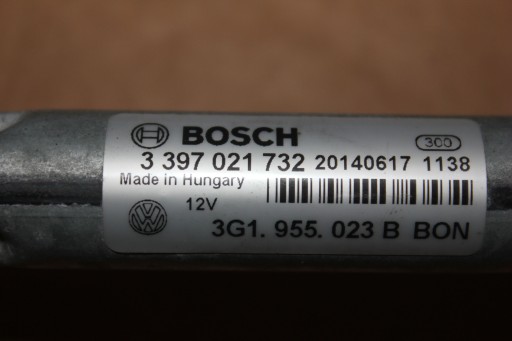 BOSCH 300
3 397 021 732 20140617 1138
Made in Hungary
12V
3G1. 955. 023 B BON